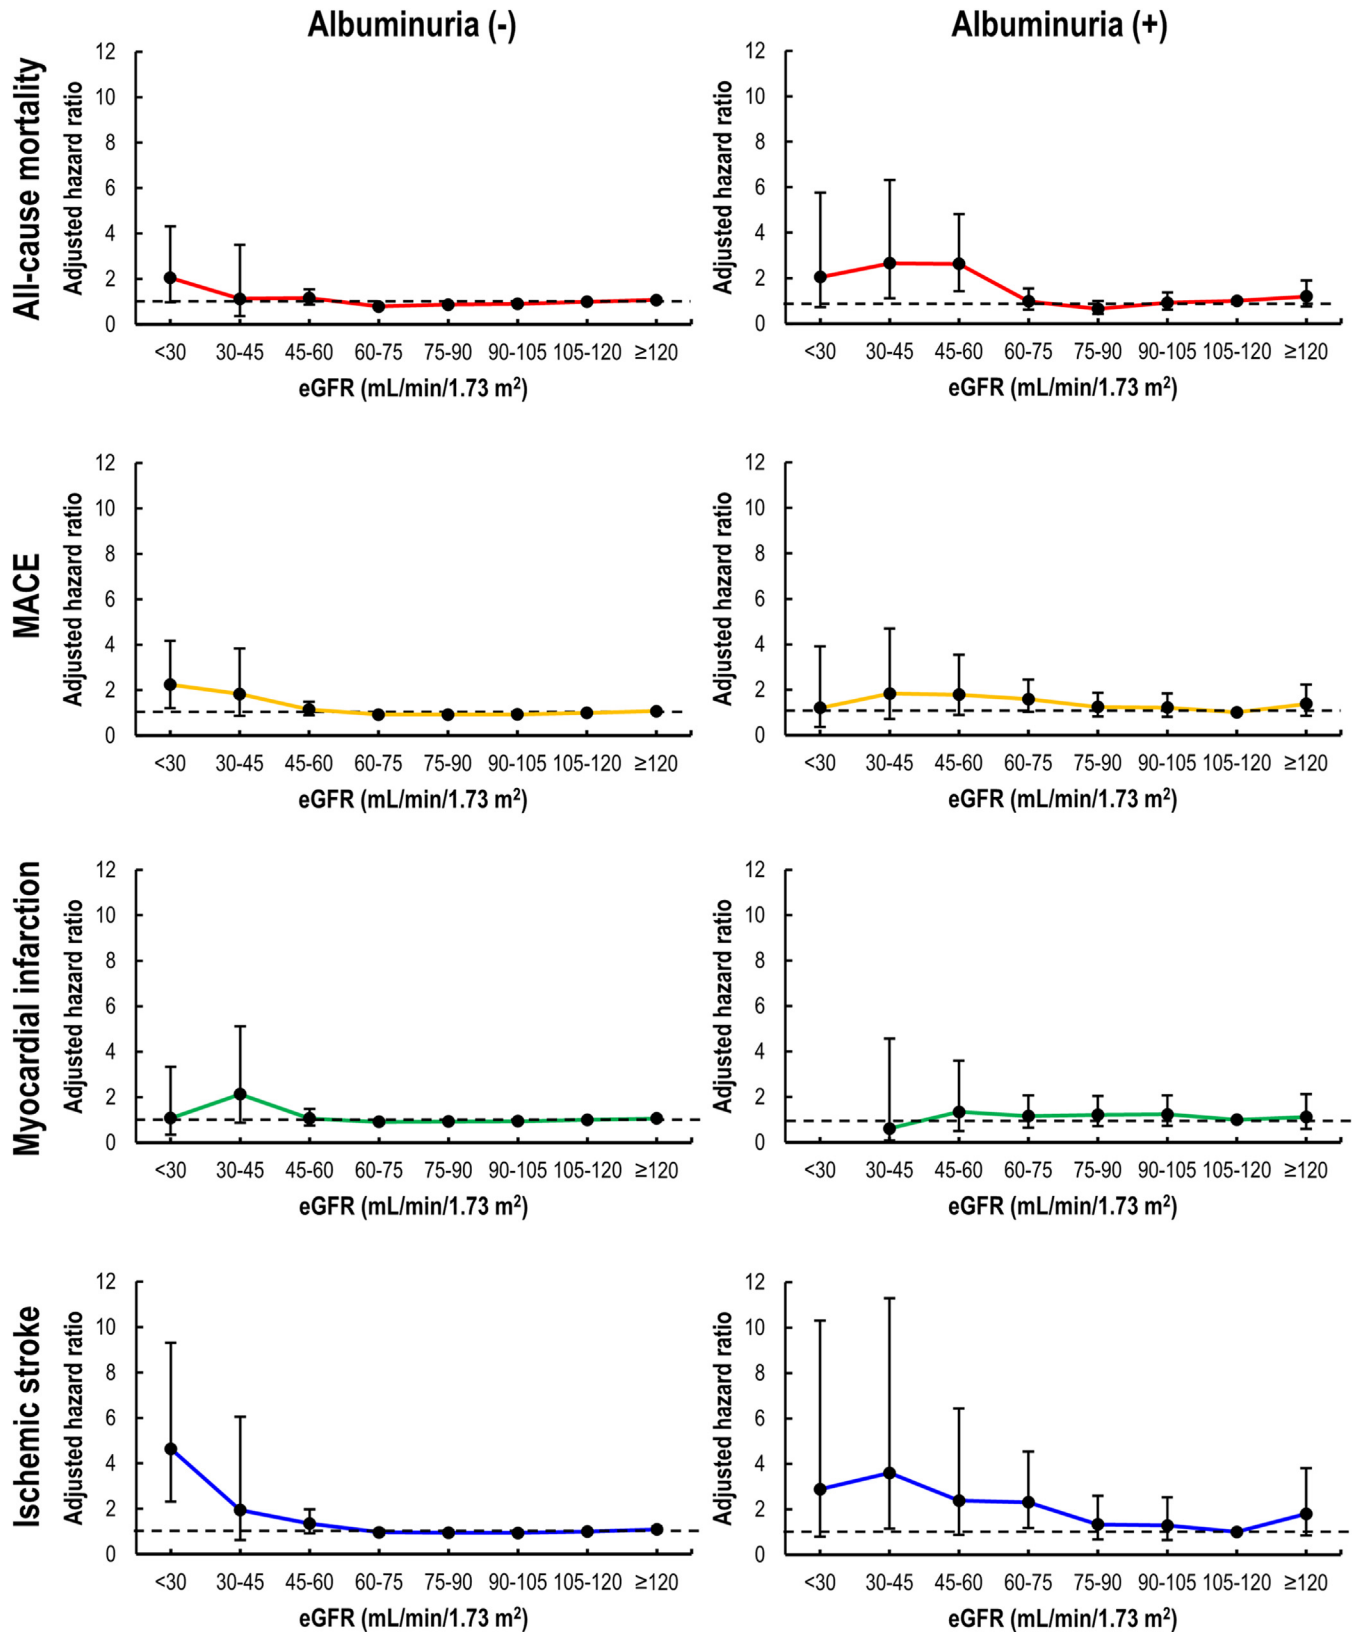 Albuminuria (-)
Albuminuria (+)
All-cause mortality
Adjusted hazard ratio
12
10
8
6
4
2
0
<30 30-45 45-60 60-75 75-90 90-105 105-120 ≥120
eGFR (mL/min/1.73 m²)
Adjusted hazard ratio
12
10
8
6
4
2
0
<30 30-45 45-60 60-75 75-90 90-105 105-120 ≥120
eGFR (mL/min/1.73 m²)
MACE
Adjusted hazard ratio
12
10
8
6
4
2
0
<30 30-45 45-60 60-75 75-90 90-105 105-120 ≥120
eGFR (mL/min/1.73 m²)
Adjusted hazard ratio
12
10
8
6
4
2
0
<30 30-45 45-60 60-75 75-90 90-105 105-120 ≥120
eGFR (mL/min/1.73 m²)
Myocardial infarction
Adjusted hazard ratio
12
10
8
6
4
2
0
<30 30-45 45-60 60-75 75-90 90-105 105-120 ≥120
eGFR (mL/min/1.73 m²)
Adjusted hazard ratio
12
10
8
6
4
2
0
<30 30-45 45-60 60-75 75-90 90-105 105-120 ≥120
eGFR (mL/min/1.73 m²)
Ischemic stroke
Adjusted hazard ratio
12
10
8
6
4
2
0
<30 30-45 45-60 60-75 75-90 90-105 105-120 ≥120
eGFR (mL/min/1.73 m²)
Adjusted hazard ratio
12
10
8
6
4
2
0
<30 30-45 45-60 60-75 75-90 90-105 105-120 ≥120
eGFR (mL/min/1.73 m²)